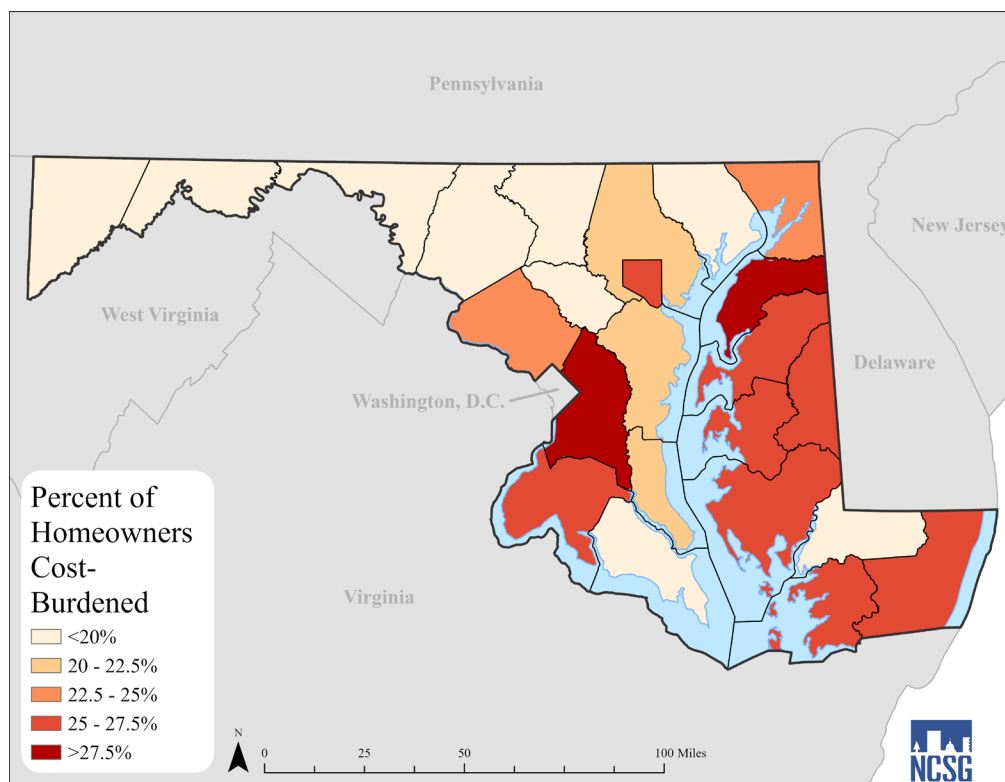 Pennsylvania
New Jersey
West Virginia
Delaware
Washington, D.C.
Virginia
Percent of
Homeowners
Cost-
Burdened
<20%
20 - 22.5%
22.5 - 25%
25 - 27.5%
>27.5%
N
0 25 50 100 Miles
NCSG